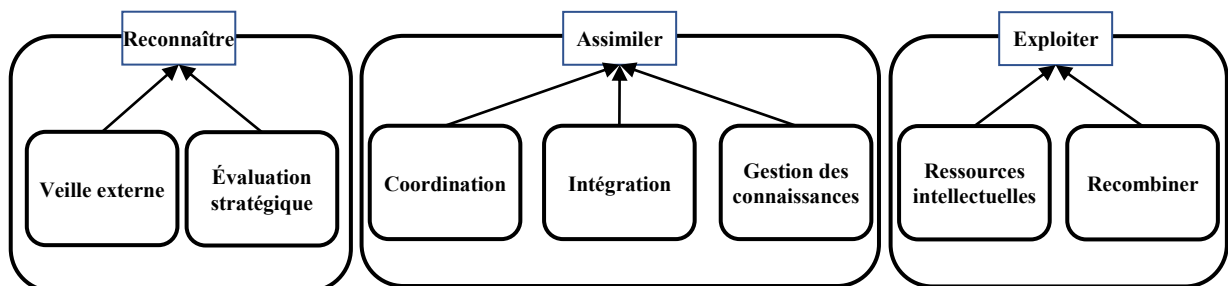 Reconnaître
Assimiler
Exploiter
Veille externe
Évaluation
stratégique
Coordination
Intégration
Gestion des
connaissances
Ressources
intellectuelles
Recombiner